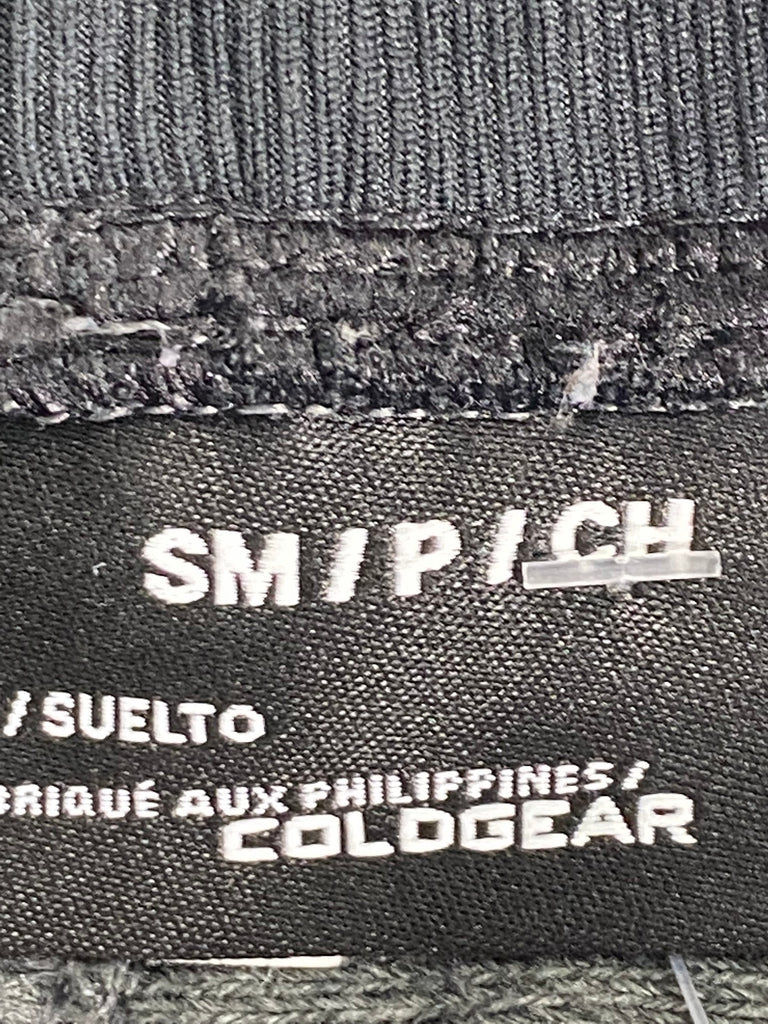 SM / P / CH
/ SUELTO
BRIQUÉ AUX PHILIPPINES /
COLDGEAR